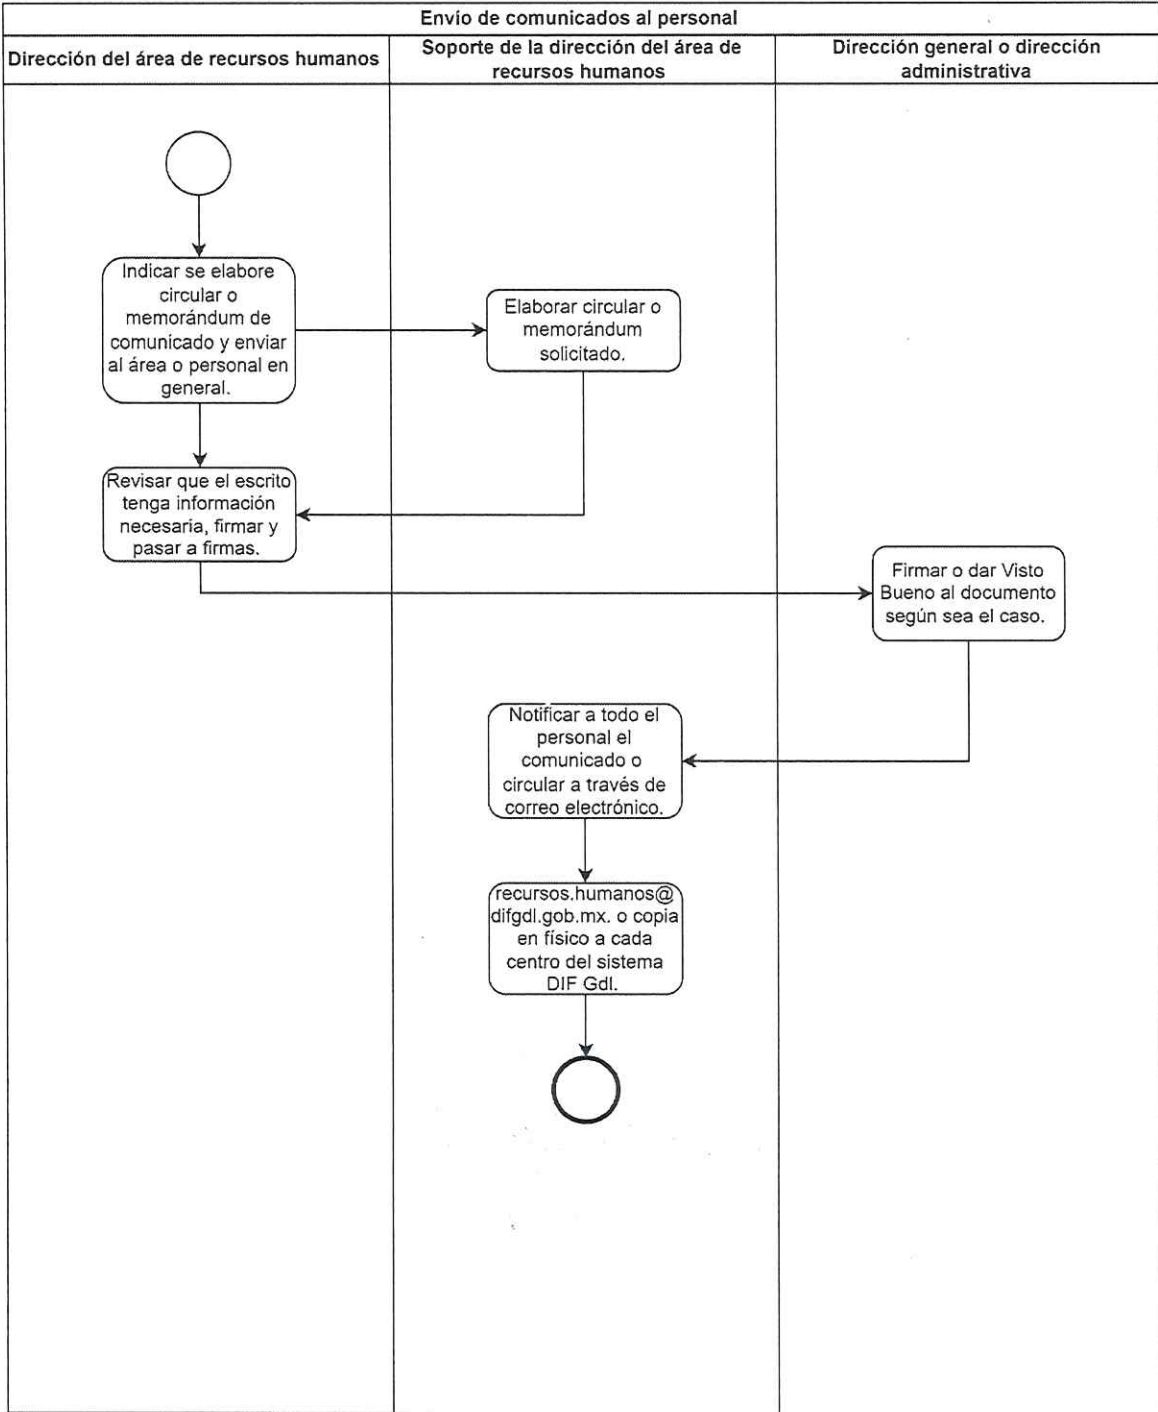 Envío de comunicados al personal
Dirección del área de recursos humanos
Soporte de la dirección del área de
recursos humanos
Dirección general o dirección
administrativa
Indicar se elabore
circular o
memorándum de
comunicado y enviar
al área o personal en
general.
Elaborar circular o
memorándum
solicitado.
Revisar que el escrito
tenga información
necesaria, firmar y
pasar a firmas.
Firmar o dar Visto
Bueno al documento
según sea el caso.
Notificar a todo el
personal el
comunicado o
circular a través de
correo electrónico.
recursos.humanos@
difgdl.gob.mx. o copia
en físico a cada
centro del sistema
DIF Gdl.